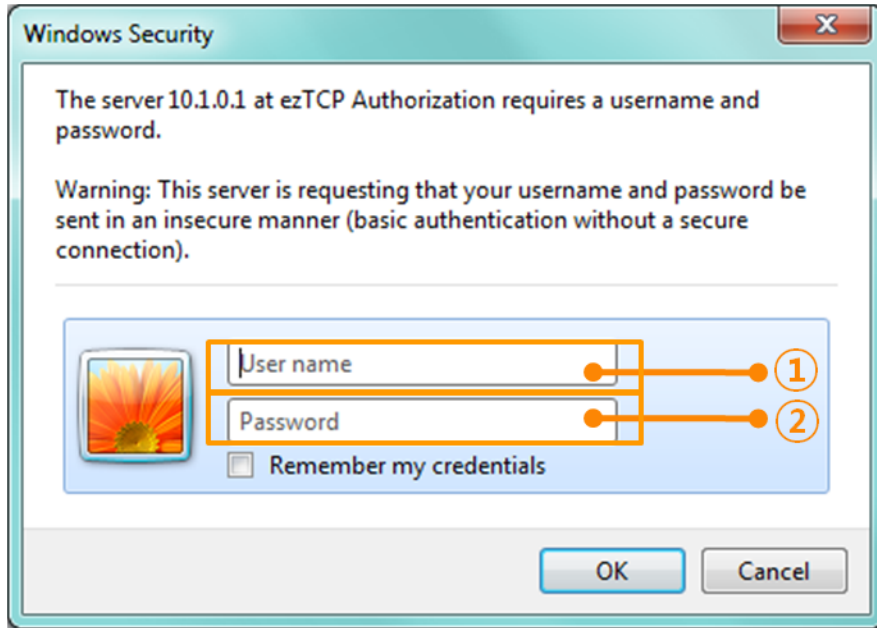 Windows Security
The server 10.1.0.1 at ezTCP Authorization requires a username and
password.
Warning: This server is requesting that your username and password be
sent in an insecure manner (basic authentication without a secure
connection).
User name
①
Password
②
Remember my credentials
OK
Cancel